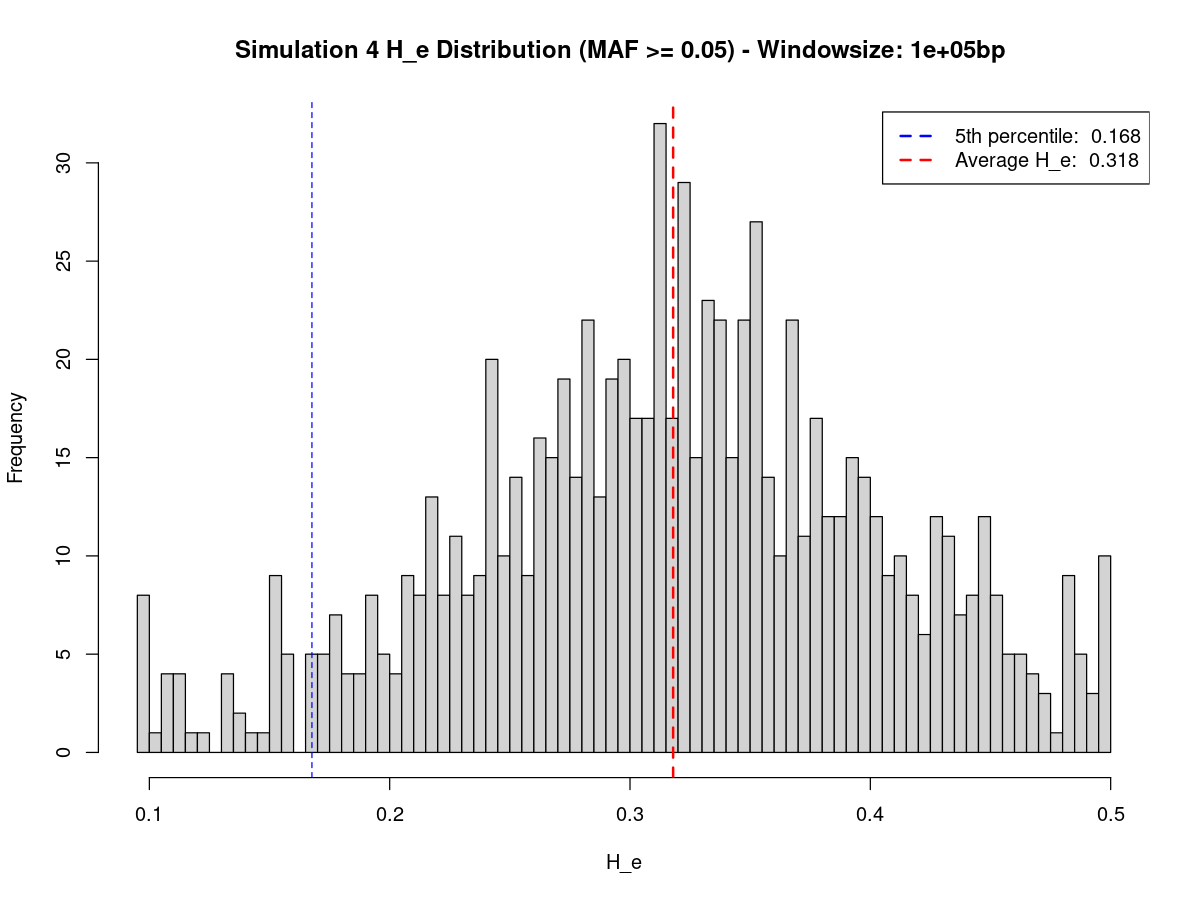 Simulation 4 H_e Distribution (MAF >= 0.05) - Windowsize: 1e+05bp
5th percentile:  0.168
Average H_e:  0.318
Frequency
30
25
20
15
10
5
0
0.1
0.2
0.3
0.4
0.5
H_e